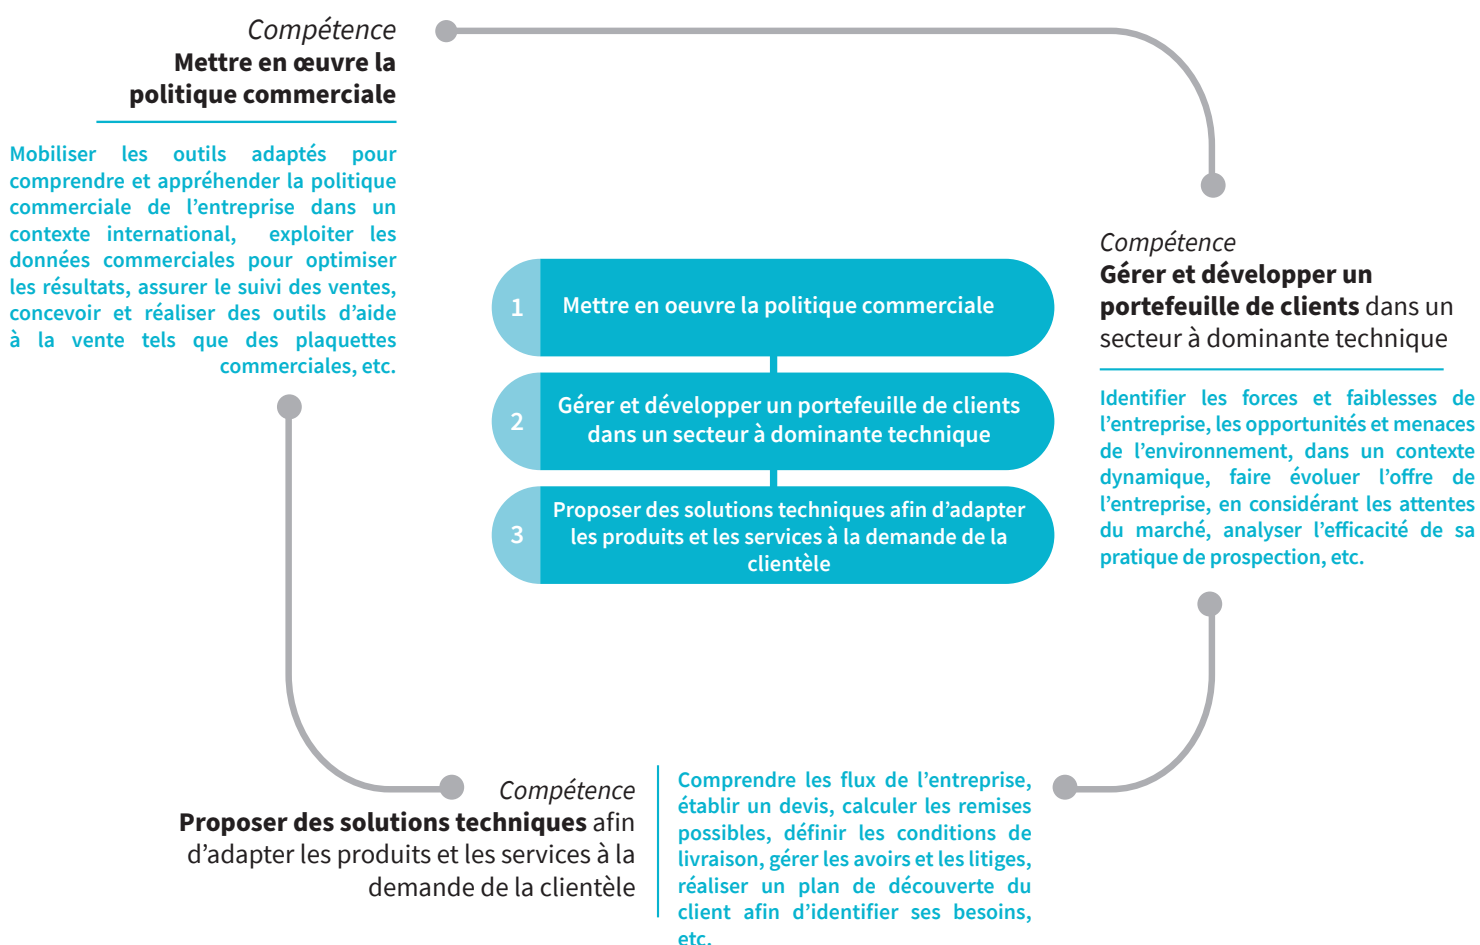 Compétence
Mettre en œuvre la
politique commerciale
Mobiliser les outils adaptés pour
comprendre et appréhender la politique
commerciale de l’entreprise dans un
contexte international, exploiter les
données commerciales pour optimiser
les résultats, assurer le suivi des ventes,
concevoir et réaliser des outils d’aide
à la vente tels que des plaquettes
commerciales, etc.
1
Mettre en oeuvre la politique commerciale
2
Gérer et développer un portefeuille de clients
dans un secteur à dominante technique
3
Proposer des solutions techniques afin d’adapter
les produits et les services à la demande de la
clientèle
Compétence
Gérer et développer un
portefeuille de clients dans un
secteur à dominante technique
Identifier les forces et faiblesses de
l’entreprise, les opportunités et menaces
de l’environnement, dans un contexte
dynamique, faire évoluer l’offre de
l’entreprise, en considérant les attentes
du marché, analyser l’efficacité de sa
pratique de prospection, etc.
Compétence
Proposer des solutions techniques afin
d’adapter les produits et les services à la
demande de la clientèle
Comprendre les flux de l’entreprise,
établir un devis, calculer les remises
possibles, définir les conditions de
livraison, gérer les avoirs et les litiges,
réaliser un plan de découverte du
client afin d’identifier ses besoins,
etc.